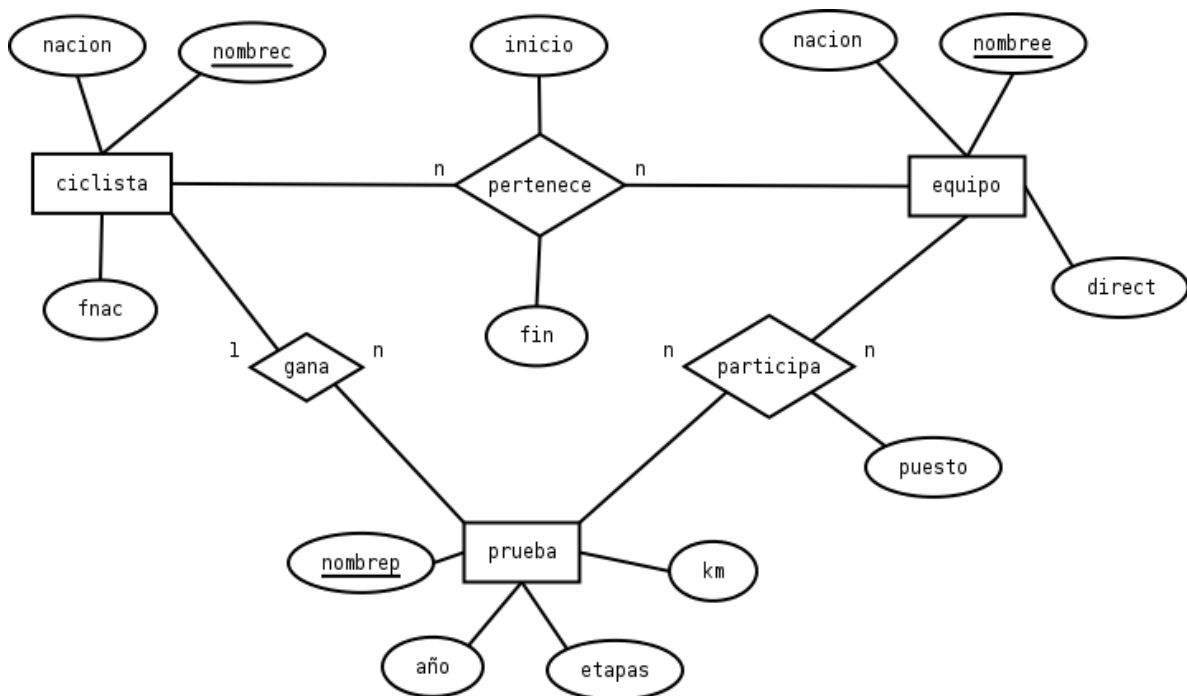 nacion
nombrec
inicio
nacion
nombree
ciclista
n
pertenece
n
equipo
fnac
fin
direct
1
gana
n
n
participa
n
puesto
nombrep
prueba
km
año
etapas